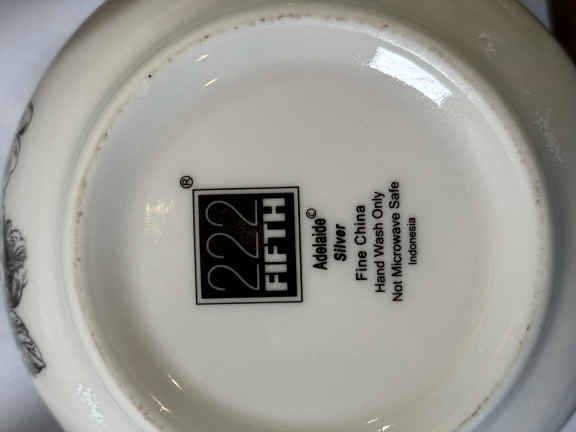 222
FIFTH®
Adelaide©
Silver
Fine China
Hand Wash Only
Not Microwave Safe
Indonesia